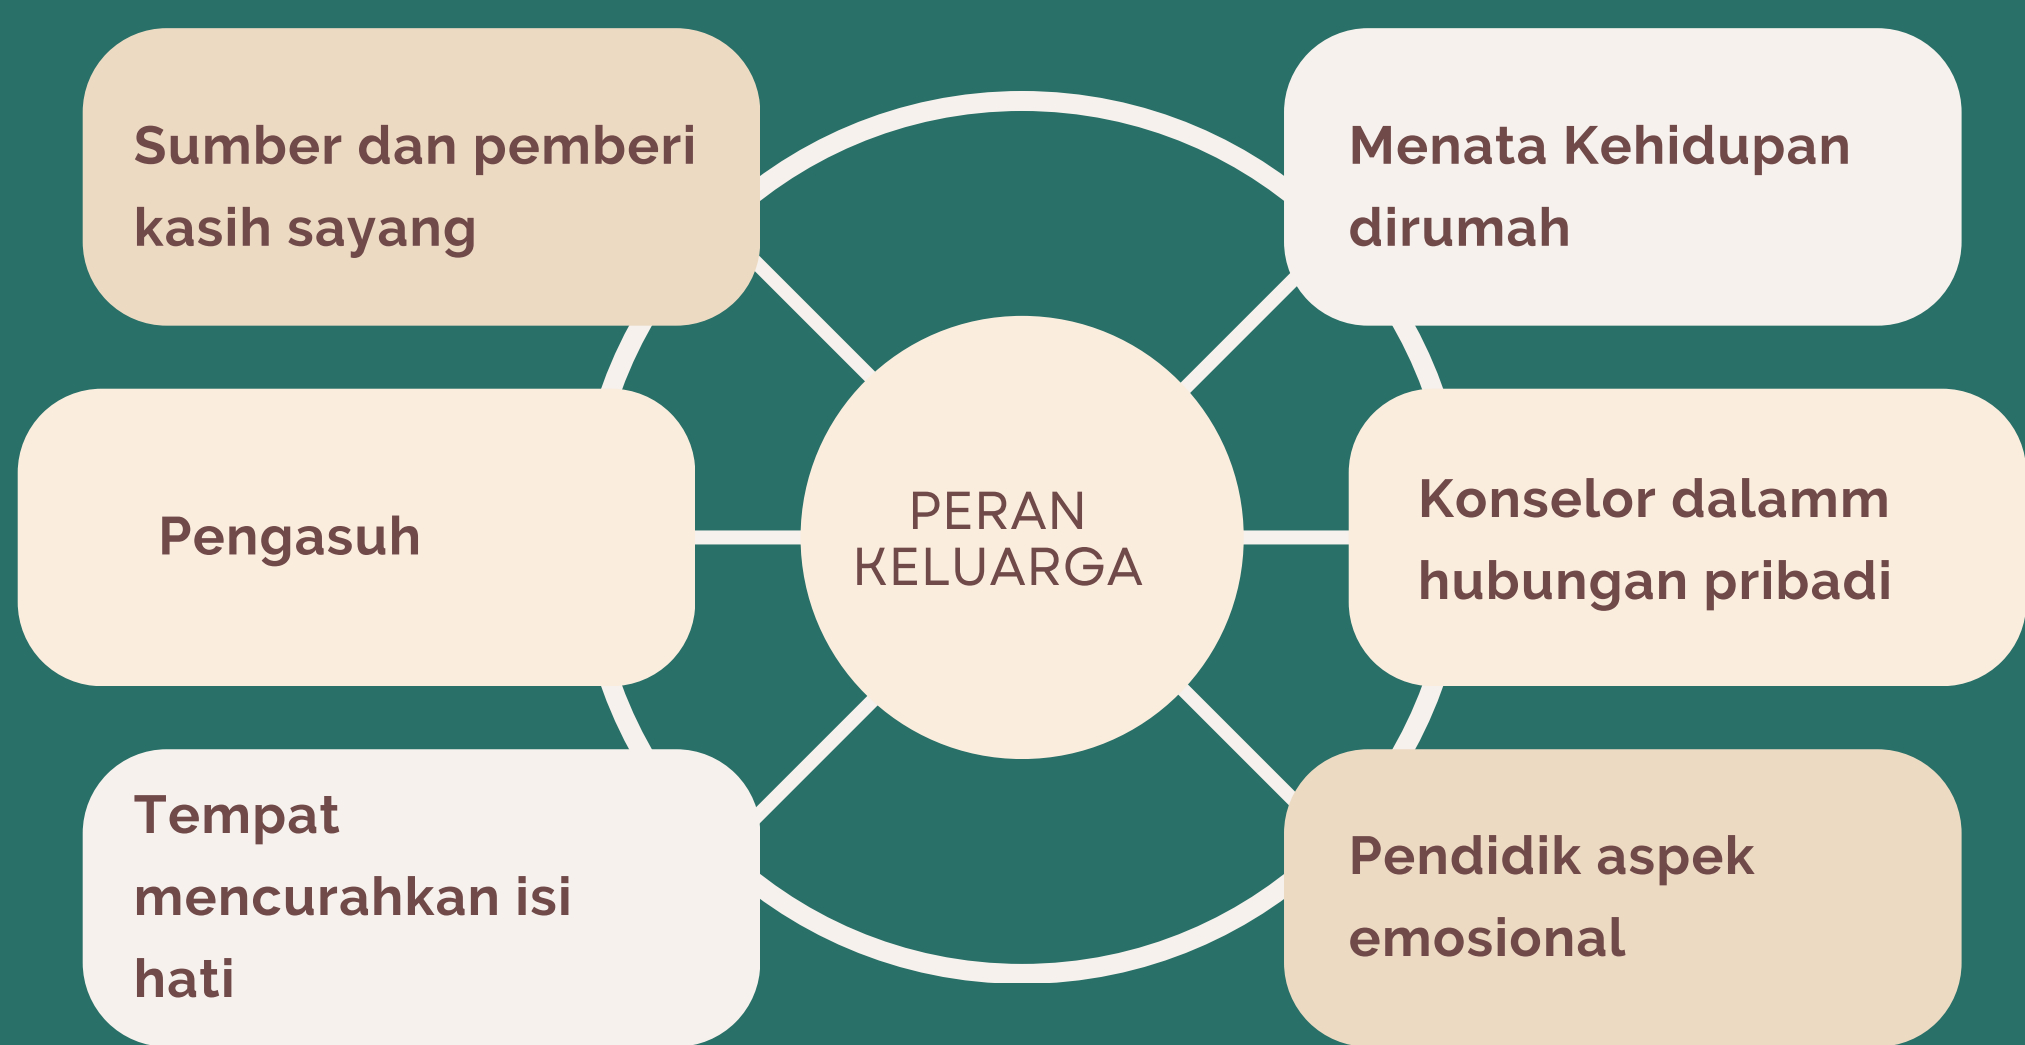 Sumber dan pemberi
kasih sayang
Menata Kehidupan
dirumah
Pengasuh
PERAN
KELUARGA
Konselor dalamm
hubungan pribadi
Tempat
mencurahkan isi
hati
Pendidik aspek
emosional